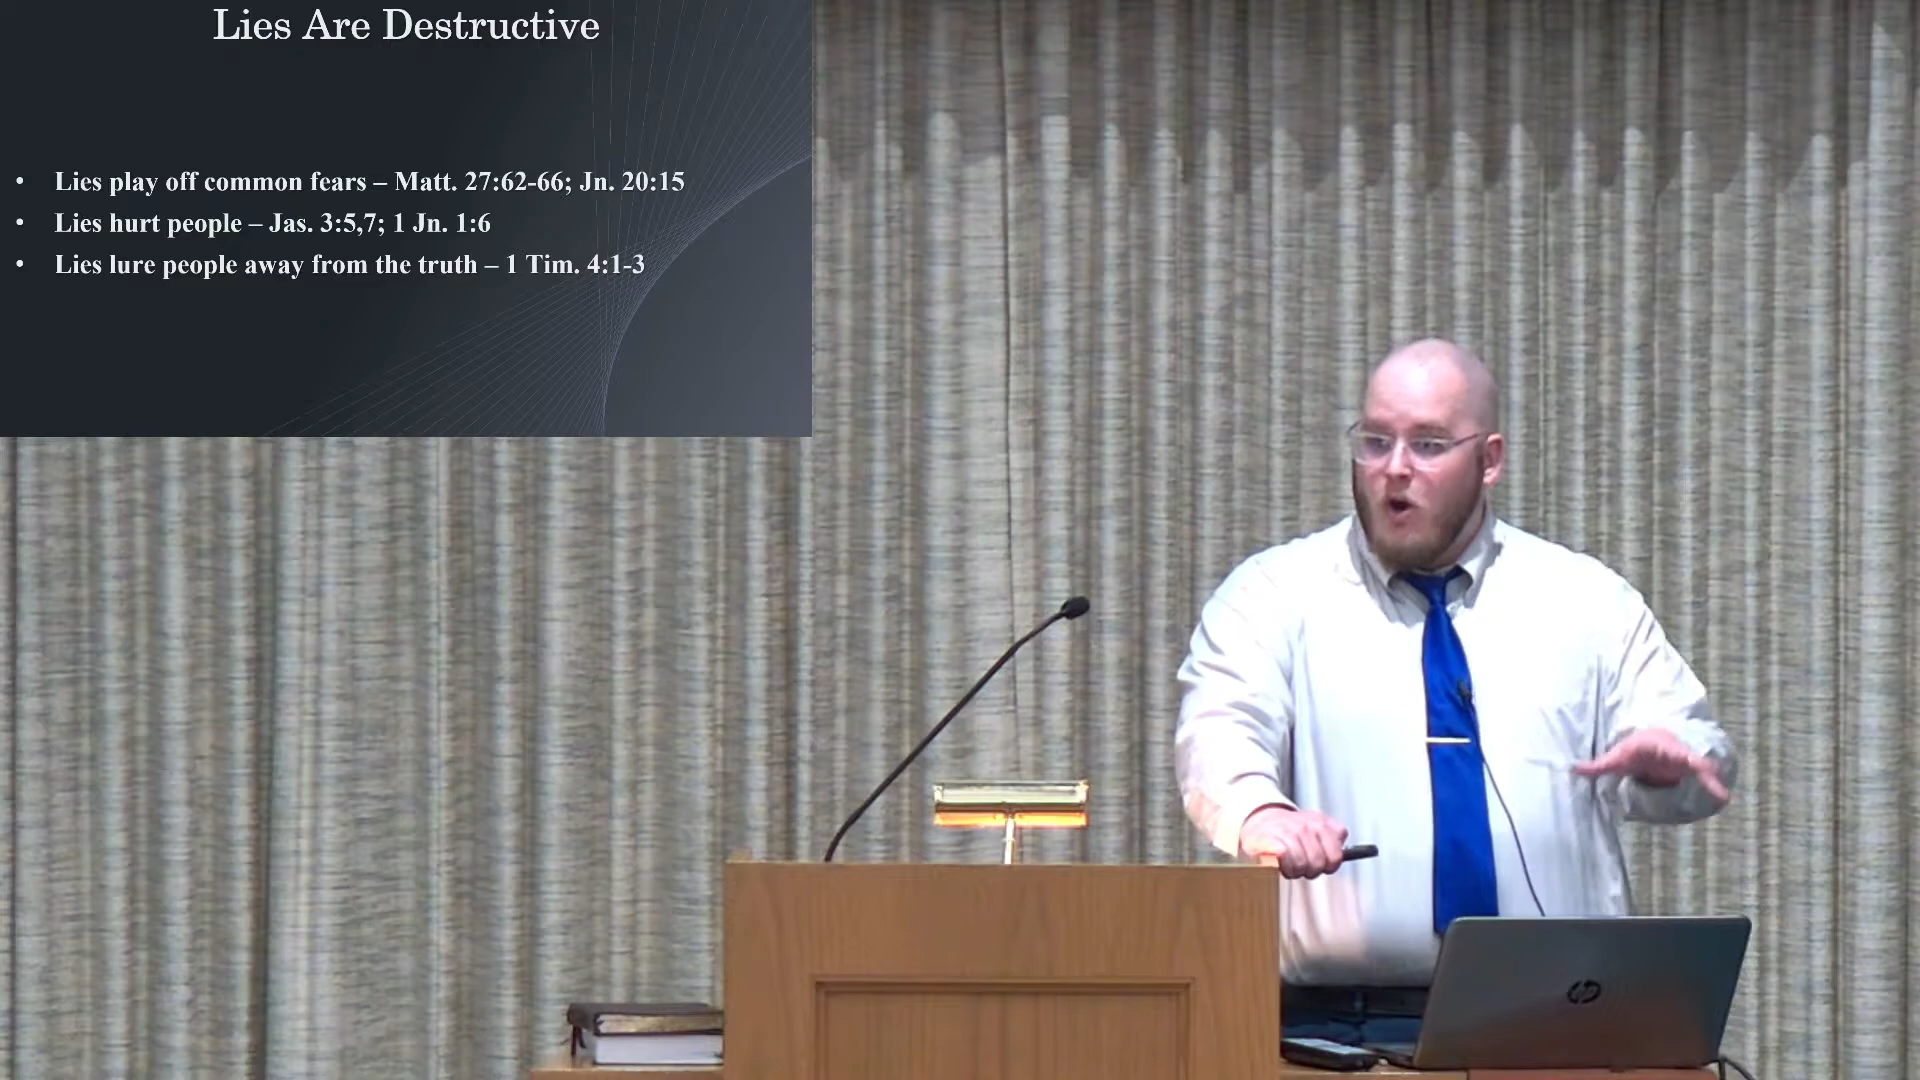 Lies Are Destructive
• Lies play off common fears – Matt. 27:62-66; Jn. 20:15
• Lies hurt people – Jas. 3:5,7; 1 Jn. 1:6
• Lies lure people away from the truth – 1 Tim. 4:1-3
hp